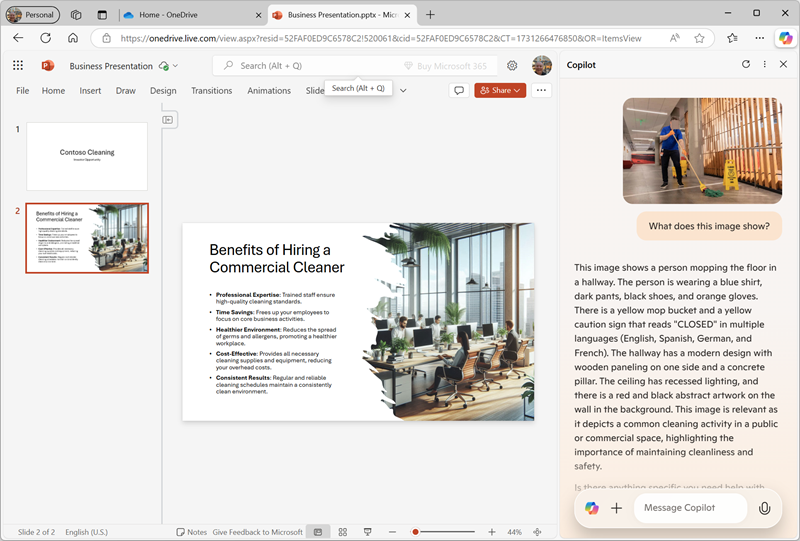 Personal
Home - OneDrive
Business Presentation.pptx - Micr
https://onedrive.live.com/view.aspx?resid=52FAF0ED9C6578C2!520061&cid=52FAF0ED9C6578C2&CT=1731266478850&OR=ItemsView
Business Presentation
Search (Alt + Q)
Buy Microsoft 365
File Home Insert Draw Design Transitions Animations Slide
Search (Alt + Q)
Share
1
Contoso Cleaning
Investor Opportunity
2
Benefits of Hiring a
Commercial Cleaner
Benefits of Hiring a
Commercial Cleaner
• Professional Expertise: Trained staff ensure
high-quality cleaning standards.
• Time Savings: Frees up your employees to
focus on core business activities.
• Healthier Environment: Reduces the spread
of germs and allergens, promoting a healthier
workplace.
• Cost-Effective: Provides all necessary
cleaning supplies and equipment, reducing
your overhead costs.
• Consistent Results: Regular and reliable
cleaning schedules maintain a consistently
clean environment.
Slide 2 of 2 English (U.S.) Notes Give Feedback to Microsoft 44%
Copilot
What does this image show?
This image shows a person mopping the floor in
a hallway. The person is wearing a blue shirt,
dark pants, black shoes, and orange gloves.
There is a yellow mop bucket and a yellow
caution sign that reads "CLOSED" in multiple
languages (English, Spanish, German, and
French). The hallway has a modern design with
wooden paneling on one side and a concrete
pillar. The ceiling has recessed lighting, and
there is a red and black abstract artwork on the
wall in the background. This image is relevant as
it depicts a common cleaning activity in a public
or commercial space, highlighting the
importance of maintaining cleanliness and
safety.
Is there anything specific you need help with
Message Copilot